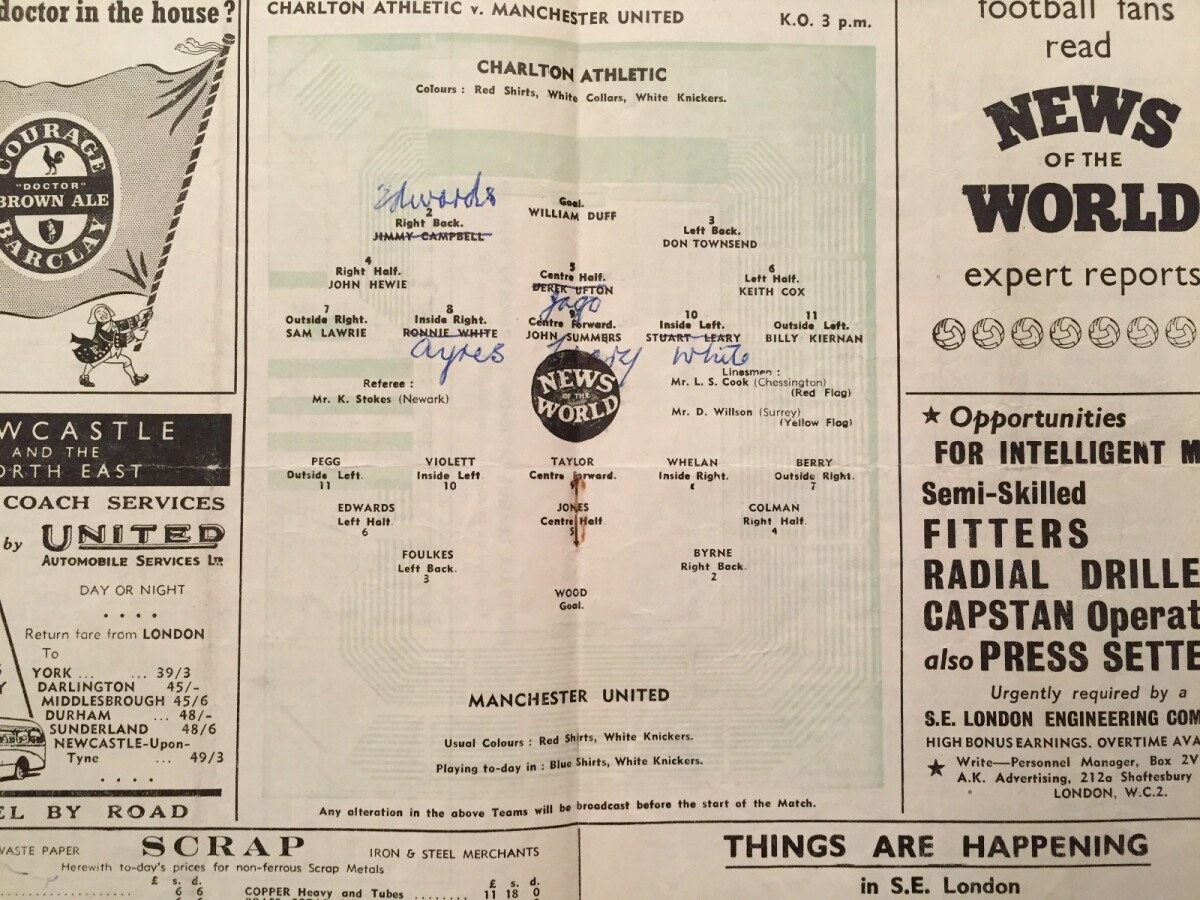 doctor in the house?
COURAGE
"DOCTOR"
BROWN ALE
BARCLAY
WCASTLE
AND THE
ORTH EAST
COACH SERVICES
by UNITED
AUTOMOBILE SERVICES LTD
DAY OR NIGHT
Return fare from LONDON
To
YORK ... ... 39/3
DARLINGTON 45/-
MIDDLESBROUGH 45/6
DURHAM ... 48/-
SUNDERLAND 48/6
NEWCASTLE-Upon-
Tyne ... 49/3
EL BY ROAD
CHARLTON ATHLETIC v. MANCHESTER UNITED K.O. 3 p.m.
CHARLTON ATHLETIC
Colours : Red Shirts, White Collars, White Knickers.
Edwards
Goal.
WILLIAM DUFF
2
Right Back.
JIMMY CAMPBELL
3
Left Back.
DON TOWNSEND
4
Right Half.
JOHN HEWIE
5
Centre Half.
DEREK UFTON
Jago
6
Left Half.
KEITH COX
7
Outside Right.
SAM LAWRIE
8
Inside Right.
RONNIE WHITE
Ayres
9
Centre Forward.
JOHN SUMMERS
Leary
10
Inside Left.
STUART LEARY
White
11
Outside Left.
BILLY KIERNAN
Referee :
Mr. K. Stokes (Newark)
NEWS
OF THE
WORLD
Linesmen :
Mr. L. S. Cook (Chessington)
(Red Flag)
Mr. D. Willson (Surrey)
(Yellow Flag)
PEGG
Outside Left.
11
VIOLETT
Inside Left
10
TAYLOR
Centre Forward.
9
WHELAN
Inside Right.
BERRY
Outside Right.
7
EDWARDS
Left Half.
6
JONES
Centre Half
5
COLMAN
Right Half.
4
FOULKES
Left Back.
3
BYRNE
Right Back.
2
WOOD
Goal.
MANCHESTER UNITED
Usual Colours : Red Shirts, White Knickers.
Playing to-day in : Blue Shirts, White Knickers.
Any alteration in the above Teams will be broadcast before the start of the Match.
football fans
read
NEWS
OF THE
WORLD
expert reports
★ Opportunities
FOR INTELLIGENT M
Semi-Skilled
FITTERS
RADIAL DRILLE
CAPSTAN Operat
also PRESS SETTE
Urgently required by a
S.E. LONDON ENGINEERING COM
HIGH BONUS EARNINGS. OVERTIME AVA
★ Write—Personnel Manager, Box 2V
A.K. Advertising, 212a Shaftesbury
LONDON, W.C.2.
WASTE PAPER SCRAP IRON & STEEL MERCHANTS
Herewith to-day's prices for non-ferrous Scrap Metals
£ s. d.
6 6
£ s. d.
COPPER Heavy and Tubes ........ 11 18 0
THINGS ARE HAPPENING
in S.E. London